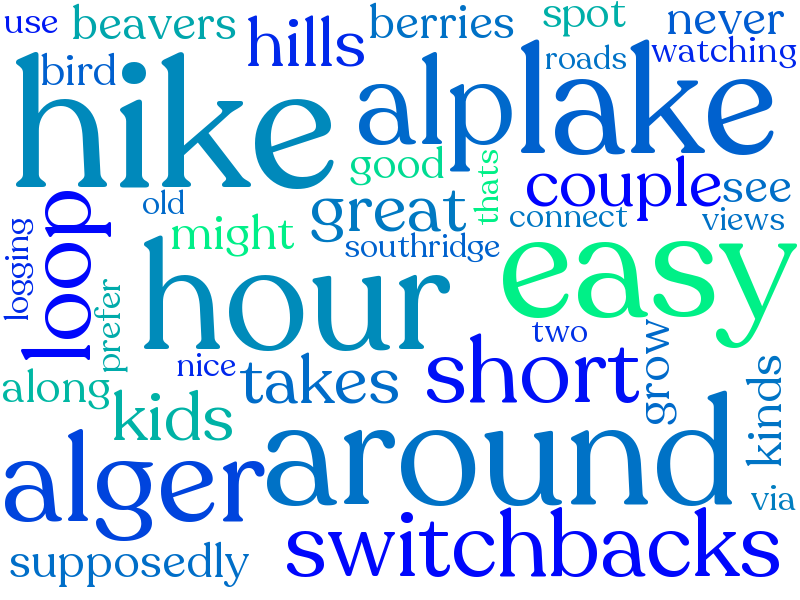 use beavers berries spot never
bird hills roads watching
hike alp lake
good thats couple see
old great connect views
might southridge
logging loop hour easy
prefer two
nice takes short grow kinds
along kids
alger around via
supposedly switchbacks